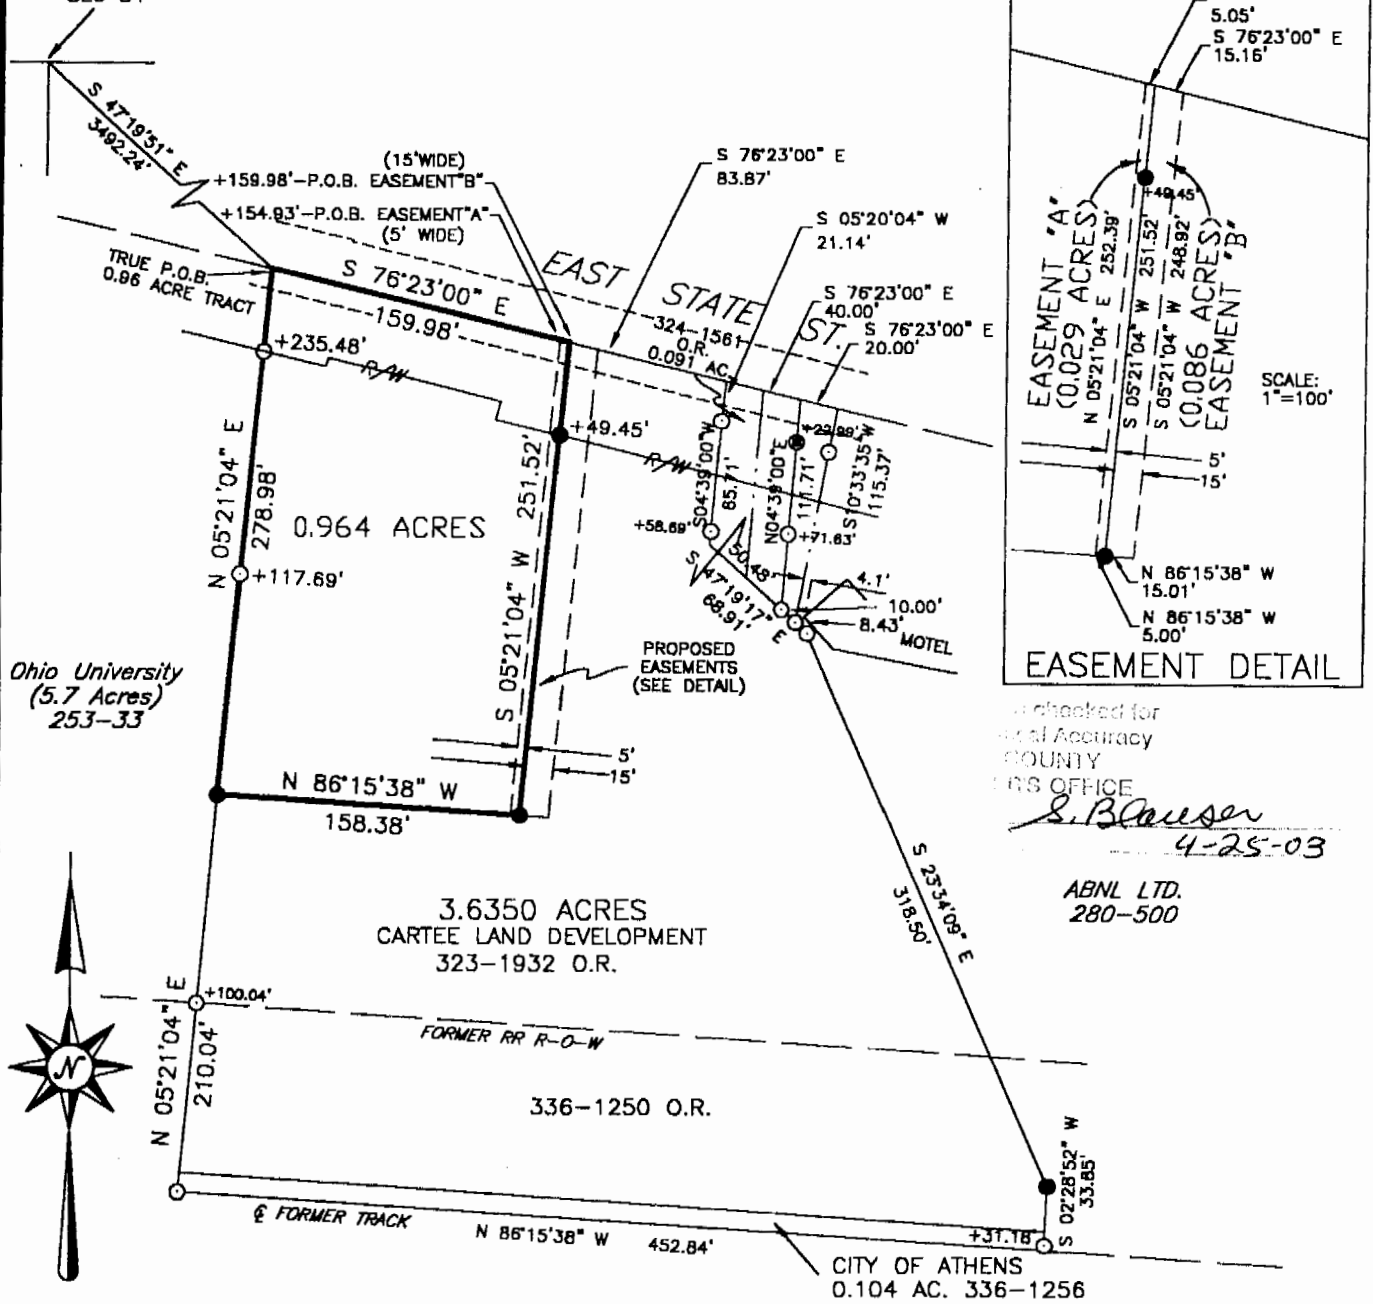 S 47°19'51" E
3492.24'
(15'WIDE)
+159.98'-P.O.B. EASEMENT"B"
+154.93'-P.O.B. EASEMENT"A"
(5' WIDE)
TRUE P.O.B.
0.96 ACRE TRACT
S 76°23'00" E
159.98'
S 76°23'00" E
83.87'
S 05°20'04" W
21.14'
EAST STATE ST.
324-1561
O.R.
0.091 AC.
S 76°23'00" E
40.00'
S 76°23'00" E
20.00'
+235.48'
R/W
+49.45'
R/W
+22.99'
N 05°21'04" E
278.98'
0.964 ACRES
+117.69'
S 05°21'04" W 251.52'
S04°39'00"W
85.71'
N04°39'00"E
111.71'
S10°33'35"W
115.37'
+58.69'
+71.63'
50.48'
S 47°19'17" E
68.91'
4.1'
10.00'
8.43'
MOTEL
PROPOSED
EASEMENTS
(SEE DETAIL)
5'
15'
Ohio University
(5.7 Acres)
253-33
N 86°15'38" W
158.38'
3.6350 ACRES
CARTEE LAND DEVELOPMENT
323-1932 O.R.
S 23°34'09" E
318.50'
+100.04'
FORMER RR R-O-W
N 05°21'04" E
210.04'
336-1250 O.R.
N
S 02°28'52" W
33.85'
+31.18'
℄ FORMER TRACK
N 86°15'38" W 452.84'
CITY OF ATHENS
0.104 AC. 336-1256
5.05'
S 76°23'00" E
15.16'
+49.45'
EASEMENT "A"
(0.029 ACRES)
N 05°21'04" E 252.39'
S 05°21'04" W 251.52'
S 05°21'04" W 248.92'
(0.086 ACRES)
EASEMENT "B"
SCALE:
1"=100'
5'
15'
N 86°15'38" W
15.01'
N 86°15'38" W
5.00'
EASEMENT DETAIL
checked for
Accuracy
COUNTY
OFFICE
S. Blauser
4-25-03
ABNL LTD.
280-500